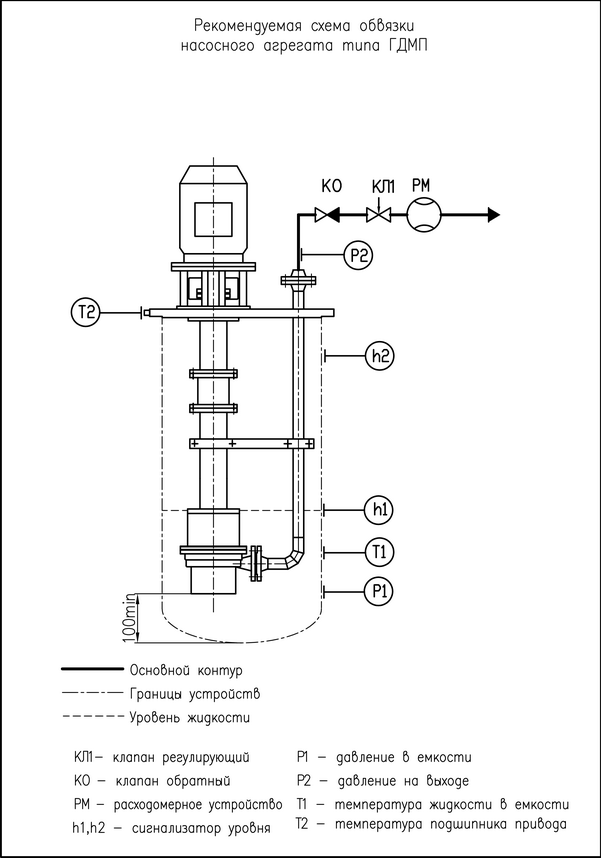 Рекомендуемая схема обвязки
насосного агрегата типа ГДМП
КО
КЛ1
РМ
P2
T2
h2
h1
T1
P1
100min
Основной контур
Границы устройств
Уровень жидкости
КЛ1– клапан регулирующий
КО – клапан обратный
РМ – расходомерное устройство
h1,h2 – сигнализатор уровня
P1 – давление в емкости
P2 – давление на выходе
T1 – температура жидкости в емкости
T2 – температура подшипника привода